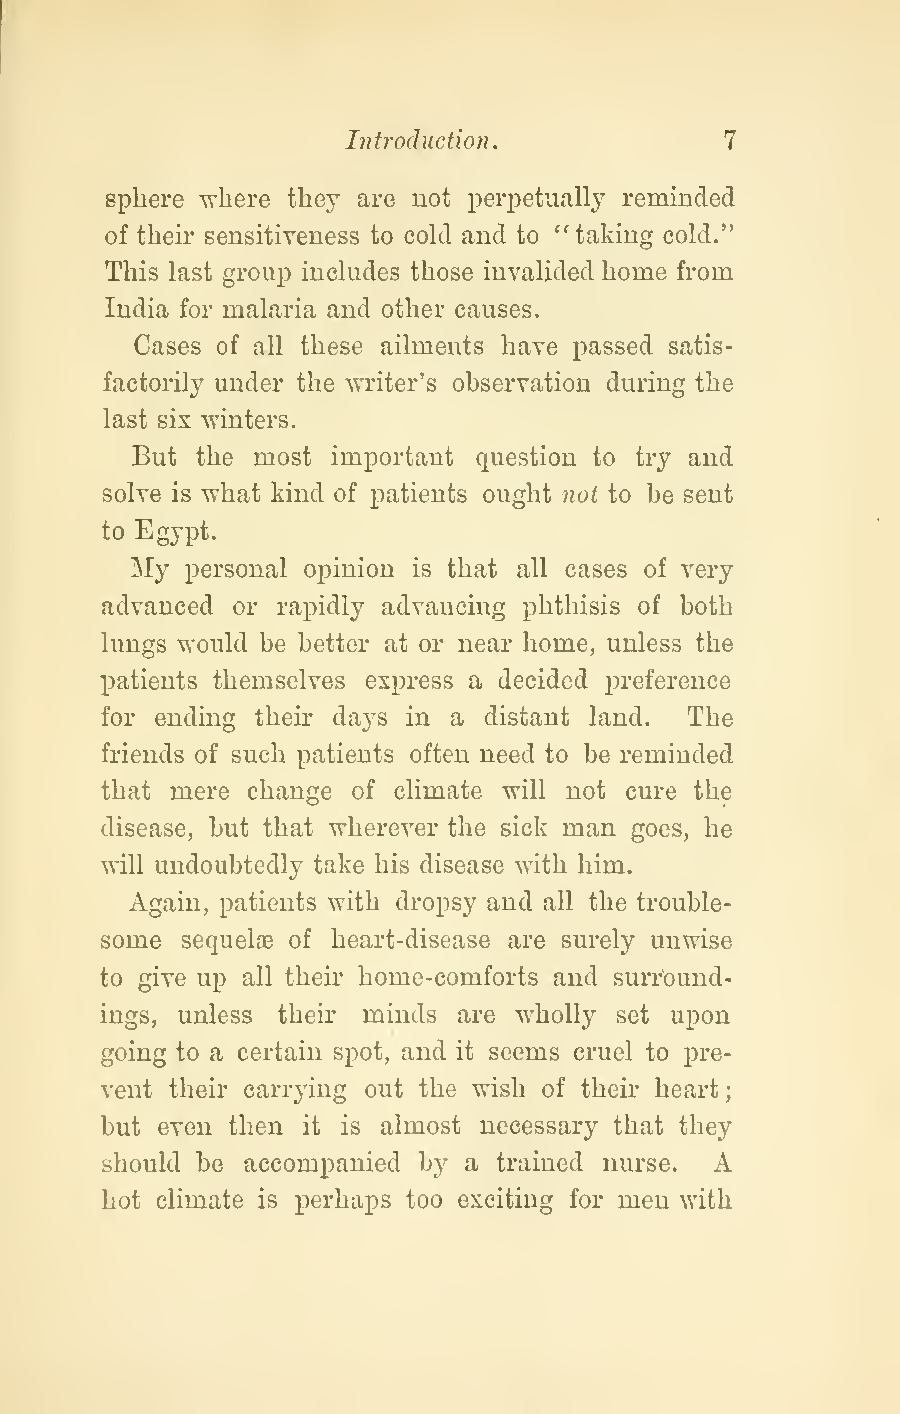 Introduction. 7
sphere where they are not perpetually reminded
of their sensitiveness to cold and to “taking cold.”
This last group includes those invalided home from
India for malaria and other causes.
Cases of all these ailments have passed satis-
factorily under the writer’s observation during the
last six winters.
But the most important question to try and
solve is what kind of patients ought not to be sent
to Egypt.
My personal opinion is that all cases of very
advanced or rapidly advancing phthisis of both
lungs would be better at or near home, unless the
patients themselves express a decided preference
for ending their days in a distant land. The
friends of such patients often need to be reminded
that mere change of climate will not cure the
disease, but that wherever the sick man goes, he
will undoubtedly take his disease with him.
Again, patients with dropsy and all the trouble-
some sequelæ of heart-disease are surely unwise
to give up all their home-comforts and surround-
ings, unless their minds are wholly set upon
going to a certain spot, and it seems cruel to pre-
vent their carrying out the wish of their heart;
but even then it is almost necessary that they
should be accompanied by a trained nurse. A
hot climate is perhaps too exciting for men with